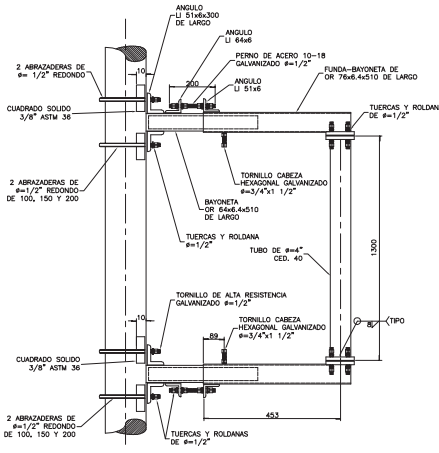 ANGULO
LI 51x6x300
DE LARGO
ANGULO
LI 64x6
PERNO DE ACERO 10-18
GALVANIZADO ø=1/2"
ANGULO
LI 51x6
FUNDA-BAYONETA DE
OR 76x6.4x510 DE LARGO
2 ABRAZADERAS DE
ø= 1/2" REDONDO
10
200
CUADRADO SOLIDO
3/8" ASTM 36
TUERCAS Y ROLDAN
DE ø=1/2"
2 ABRAZADERAS DE
ø=1/2" REDONDO
DE 100, 150 Y 200
TORNILLO CABEZA
HEXAGONAL GALVANIZADO
ø=3/4"x1 1/2"
BAYONETA
OR 64x6.4x510
DE LARGO
TUERCAS Y ROLDANA
ø=1/2"
TUBO DE ø=4"
CED. 40
1300
TORNILLO DE ALTA RESISTENCIA
GALVANIZADO ø=1/2"
10
TORNILLO CABEZA
HEXAGONAL GALVANIZADO
ø=3/4"x1 1/2"
89
TIPO
CUADRADO SOLIDO
3/8" ASTM 36
453
2 ABRAZADERAS DE
ø=1/2" REDONDO
DE 100, 150 Y 200
TUERCAS Y ROLDANAS
DE ø=1/2"